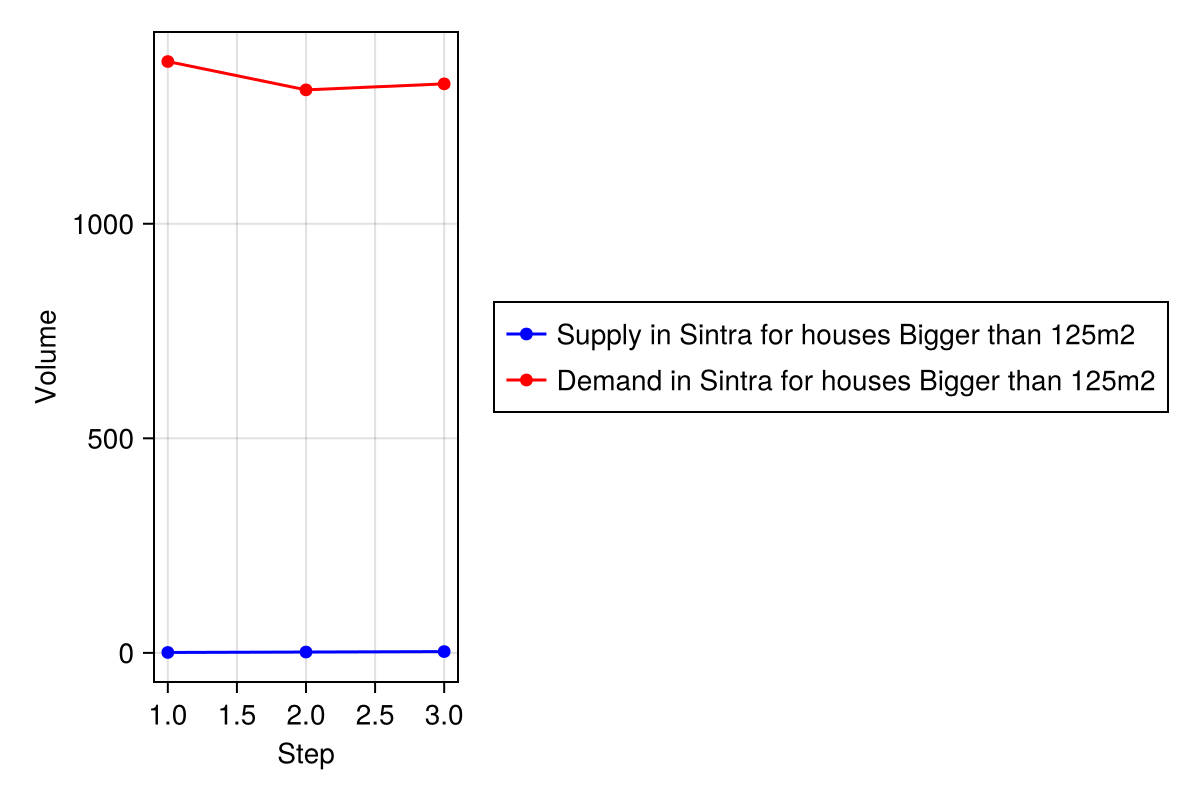 1000
500
0
Volume
1.0 1.5 2.0 2.5 3.0
Step
Supply in Sintra for houses Bigger than 125m2
Demand in Sintra for houses Bigger than 125m2